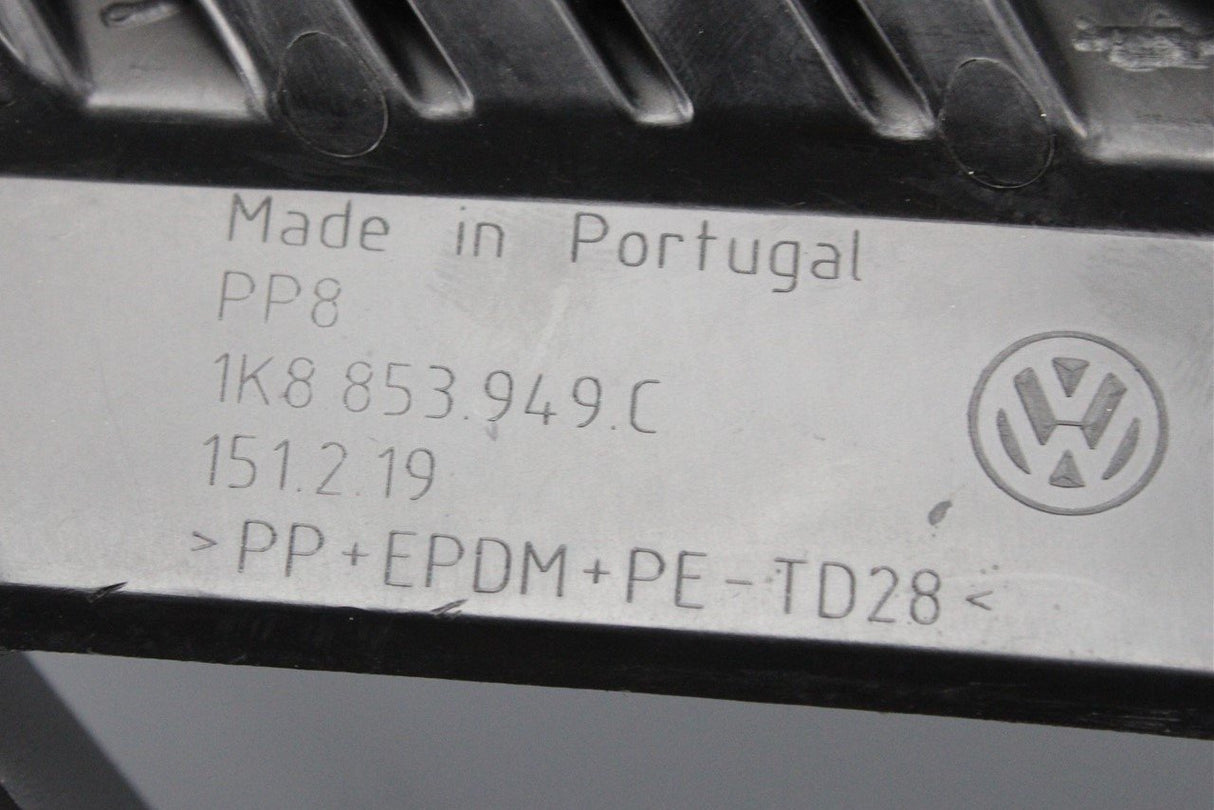 Made in Portugal
PP8
1K8 853.949.C
151.2.19
>PP+EPDM+PE-TD28<